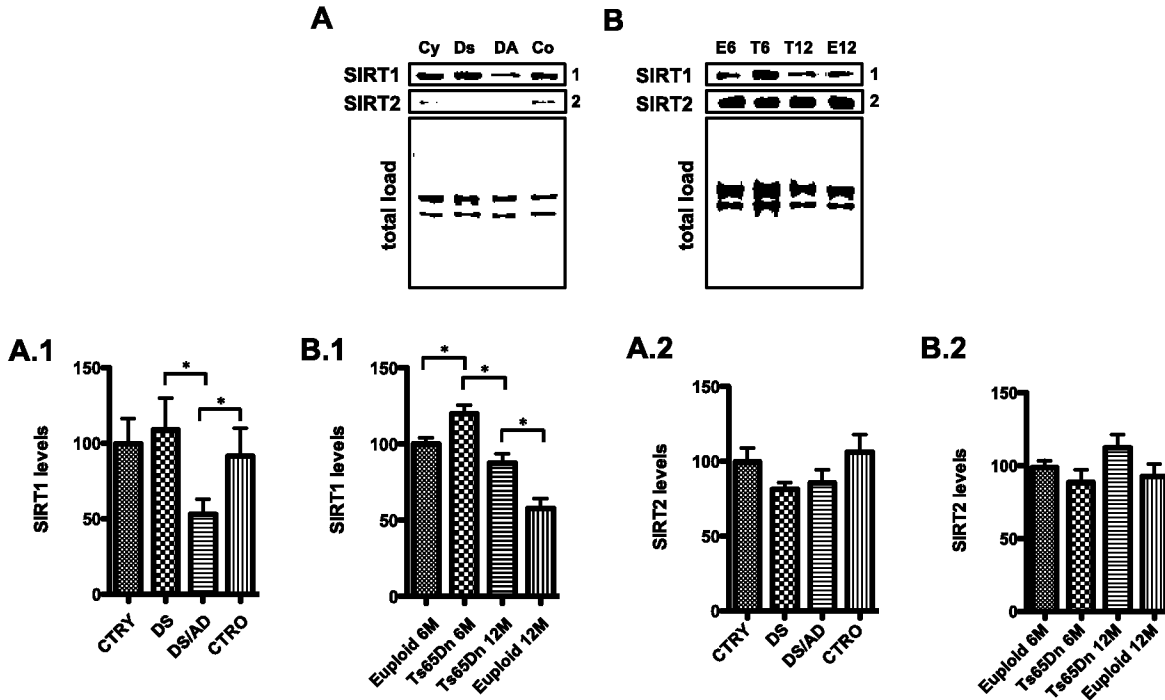 A
B
Cy Ds DA Co
E6 T6 T12 E12
SIRT1
1
SIRT1
1
SIRT2
2
SIRT2
2
total load
total load
A.1
B.1
A.2
B.2
SIRT1 levels
150
100
50
0
*
*
CTRY
DS
DS/AD
CTRO
SIRT1 levels
150
100
50
0
*
*
*
Euploid 6M
Ts65Dn 6M
Ts65Dn 12M
Euploid 12M
SIRT2 levels
150
100
50
0
CTRY
DS
DS/AD
CTRO
SIRT2 levels
150
100
50
0
Euploid 6M
Ts65Dn 6M
Ts65Dn 12M
Euploid 12M